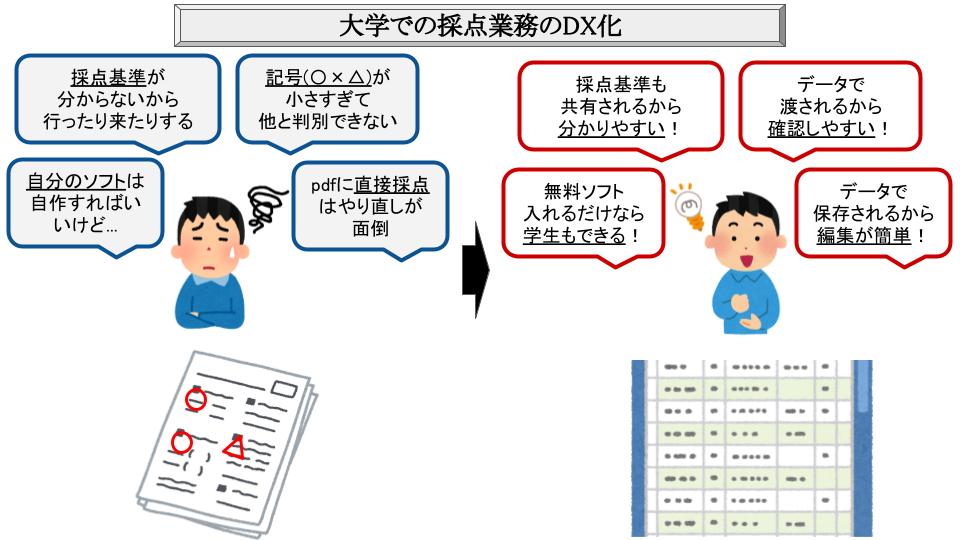 大学での採点業務のDX化
採点基準が
分からないから
行ったり来たりする
記号(〇×△)が
小さすぎて
他と判別できない
自分のソフトは
自作すればい
いけど...
pdfに直接採点
はやり直しが
面倒
採点基準も
共有されるから
分かりやすい！
データで
渡されるから
確認しやすい！
無料ソフト
入れるだけなら
学生もできる！
データで
保存されるから
編集が簡単！